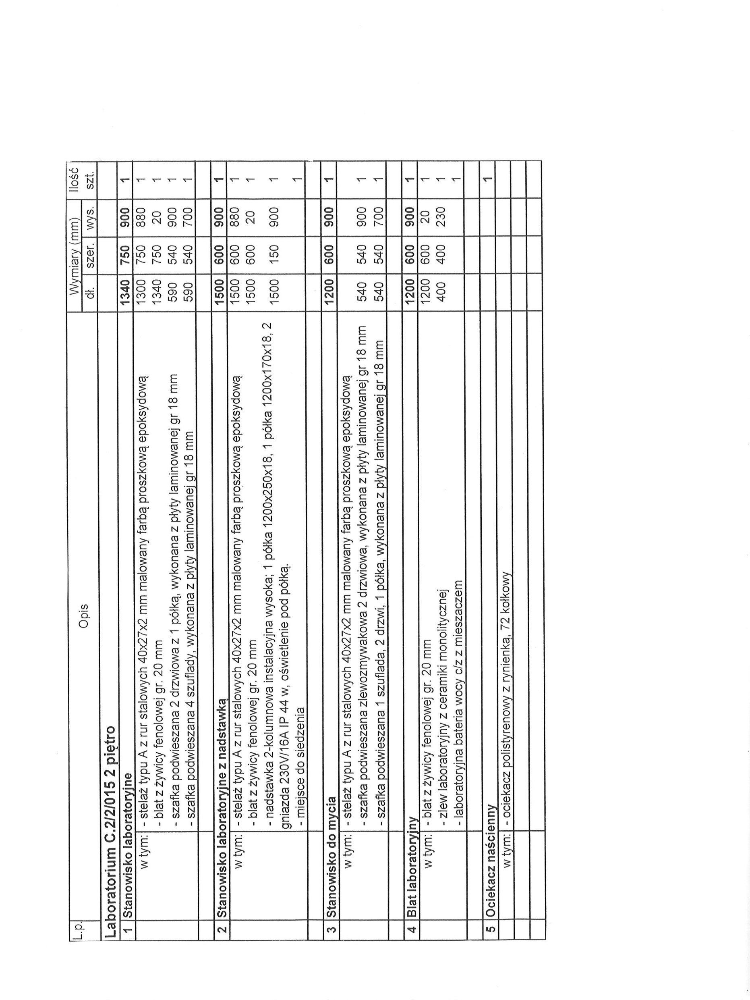 L.p. Opis Wymiary (mm) Ilość
dł. szer. wys. szt.
Laboratorium C.2/2/015 2 piętro
1 Stanowisko laboratoryjne 1340 750 900 1
w tym: - stelaż typu A z rur stalowych 40x27x2 mm malowany farbą proszkową epoksydową 1300 750 880 1
- blat z żywicy fenolowej gr. 20 mm 1340 750 20 1
- szafka podwieszana 2 drzwiowa z 1 półką, wykonana z płyty laminowanej gr 18 mm 590 540 900 1
- szafka podwieszana 4 szuflady, wykonana z płyty laminowanej gr 18 mm 590 540 700 1
2 Stanowisko laboratoryjne z nadstawką 1500 600 900 1
w tym: - stelaż typu A z rur stalowych 40x27x2 mm malowany farbą proszkową epoksydową 1500 600 880 1
- blat z żywicy fenolowej gr. 20 mm 1500 600 20 1
- nadstawka 2-kolumnowa instalacyjna wysoka; 1 półka 1200x250x18, 1 półka 1200x170x18, 2 1500 150 900 1
gniazda 230V/16A IP 44 w, oświetlenie pod półką.
- miejsce do siedzenia 1
3 Stanowisko do mycia 1200 600 900 1
w tym: - stelaż typu A z rur stalowych 40x27x2 mm malowany farbą proszkową epoksydową
- szafka podwieszana zlewozmywakowa 2 drzwiowa, wykonana z płyty laminowanej gr 18 mm 540 540 900 1
- szafka podwieszana 1 szuflada, 2 drzwi, 1 półka, wykonana z płyty laminowanej gr 18 mm 540 540 700 1
4 Blat laboratoryjny 1200 600 900 1
w tym: - blat z żywicy fenolowej gr. 20 mm 1200 600 20 1
- zlew laboratoryjny z ceramiki monolitycznej 400 400 230 1
- laboratoryjna bateria wocy c/z z mieszaczem 1
5 Ociekacz naścienny 1
w tym: - ociekacz polistyrenowy z rynienką, 72 kołkowy